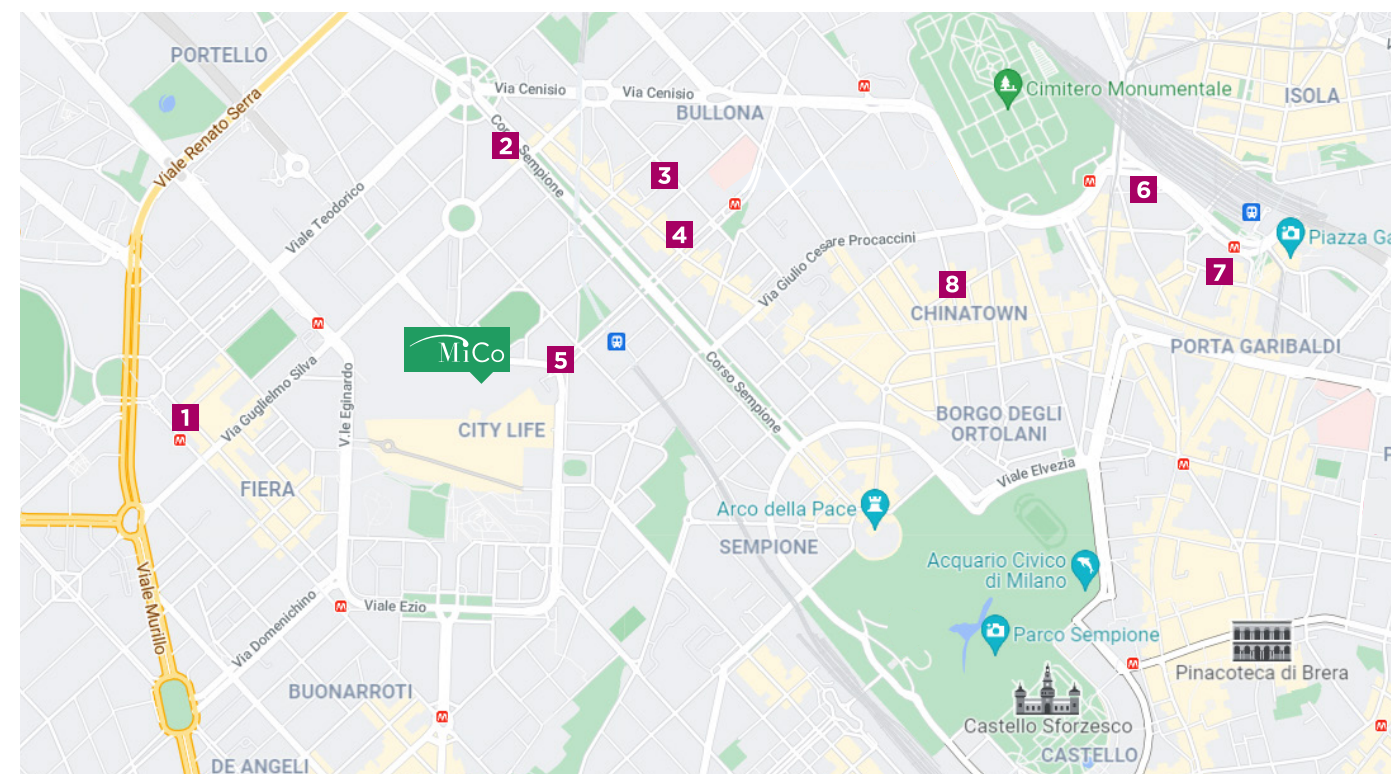 PORTELLO
Viale Renato Serra
Via Cenisio
Via Cenisio
BULLONA
Cimitero Monumentale
ISOLA
2
Corso Sempione
3
6
Viale Teodorico
4
Via Giulio Cesare Procaccini
Piazza Ga
7
8
CHINATOWN
M
M
M
M
M
M
M
M
M
M
M
MiCo
5
PORTA GARIBALDI
Via Guglielmo Silva
V.le Eginardo
Corso Sempione
1
CITY LIFE
BORGO DEGLI
ORTOLANI
FIERA
Viale Elvezia
Arco della Pace
SEMPIONE
Acquario Civico
di Milano
Viale Murillo
Viale Ezio
Via Domenichino
Parco Sempione
Pinacoteca di Brera
BUONARROTI
Castello Sforzesco
CASTELLO
DE ANGELI